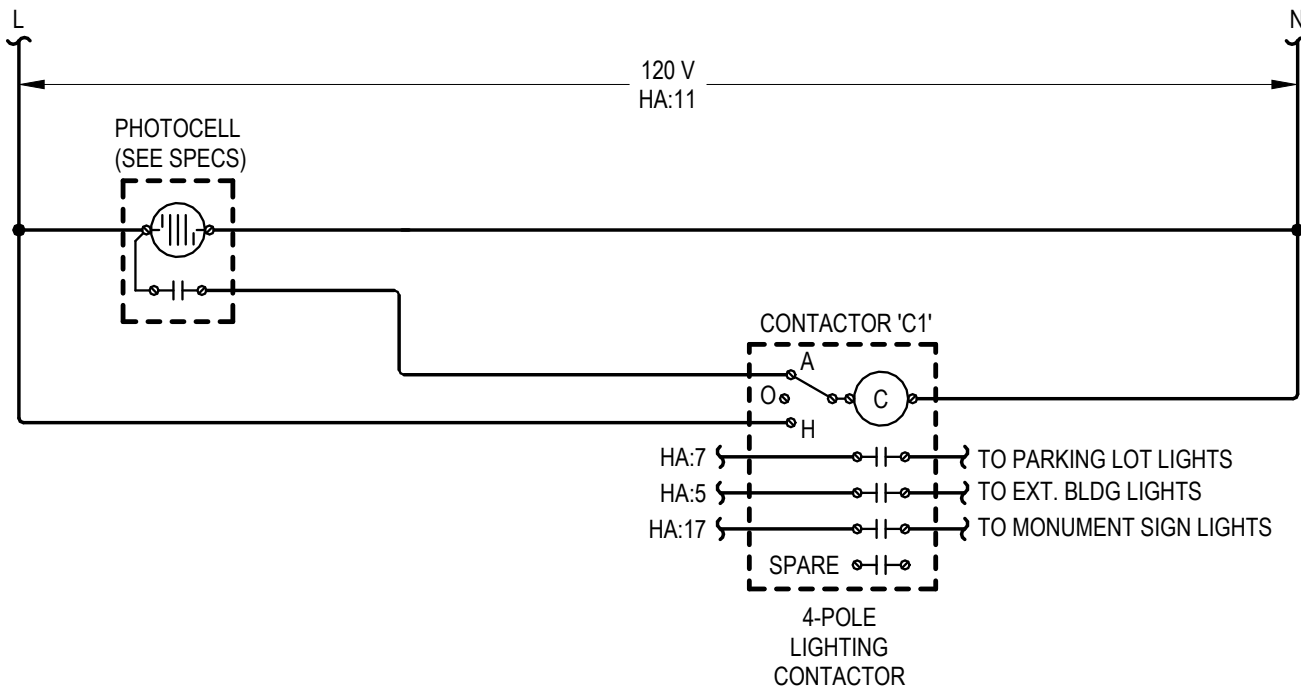 L
N
120 V
HA:11
PHOTOCELL
(SEE SPECS)
CONTACTOR 'C1'
A
O
C
H
HA:7
TO PARKING LOT LIGHTS
HA:5
TO EXT. BLDG LIGHTS
HA:17
TO MONUMENT SIGN LIGHTS
SPARE
4-POLE
LIGHTING
CONTACTOR